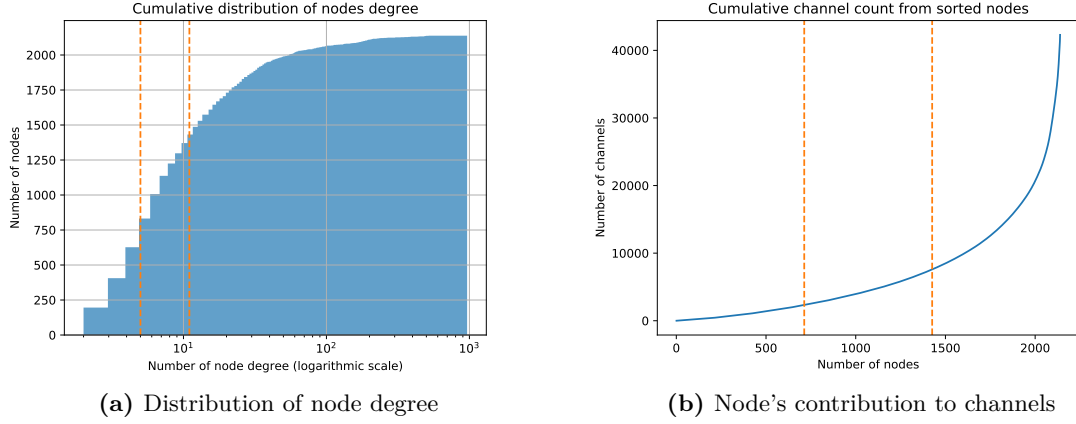 Cumulative distribution of nodes degree
Number of nodes
2000
1750
1500
1250
1000
750
500
250
0
10¹
10²
10³
Number of node degree (logarithmic scale)
(a) Distribution of node degree
Cumulative channel count from sorted nodes
Number of channels
40000
30000
20000
10000
0
0
500
1000
1500
2000
Number of nodes
(b) Node's contribution to channels